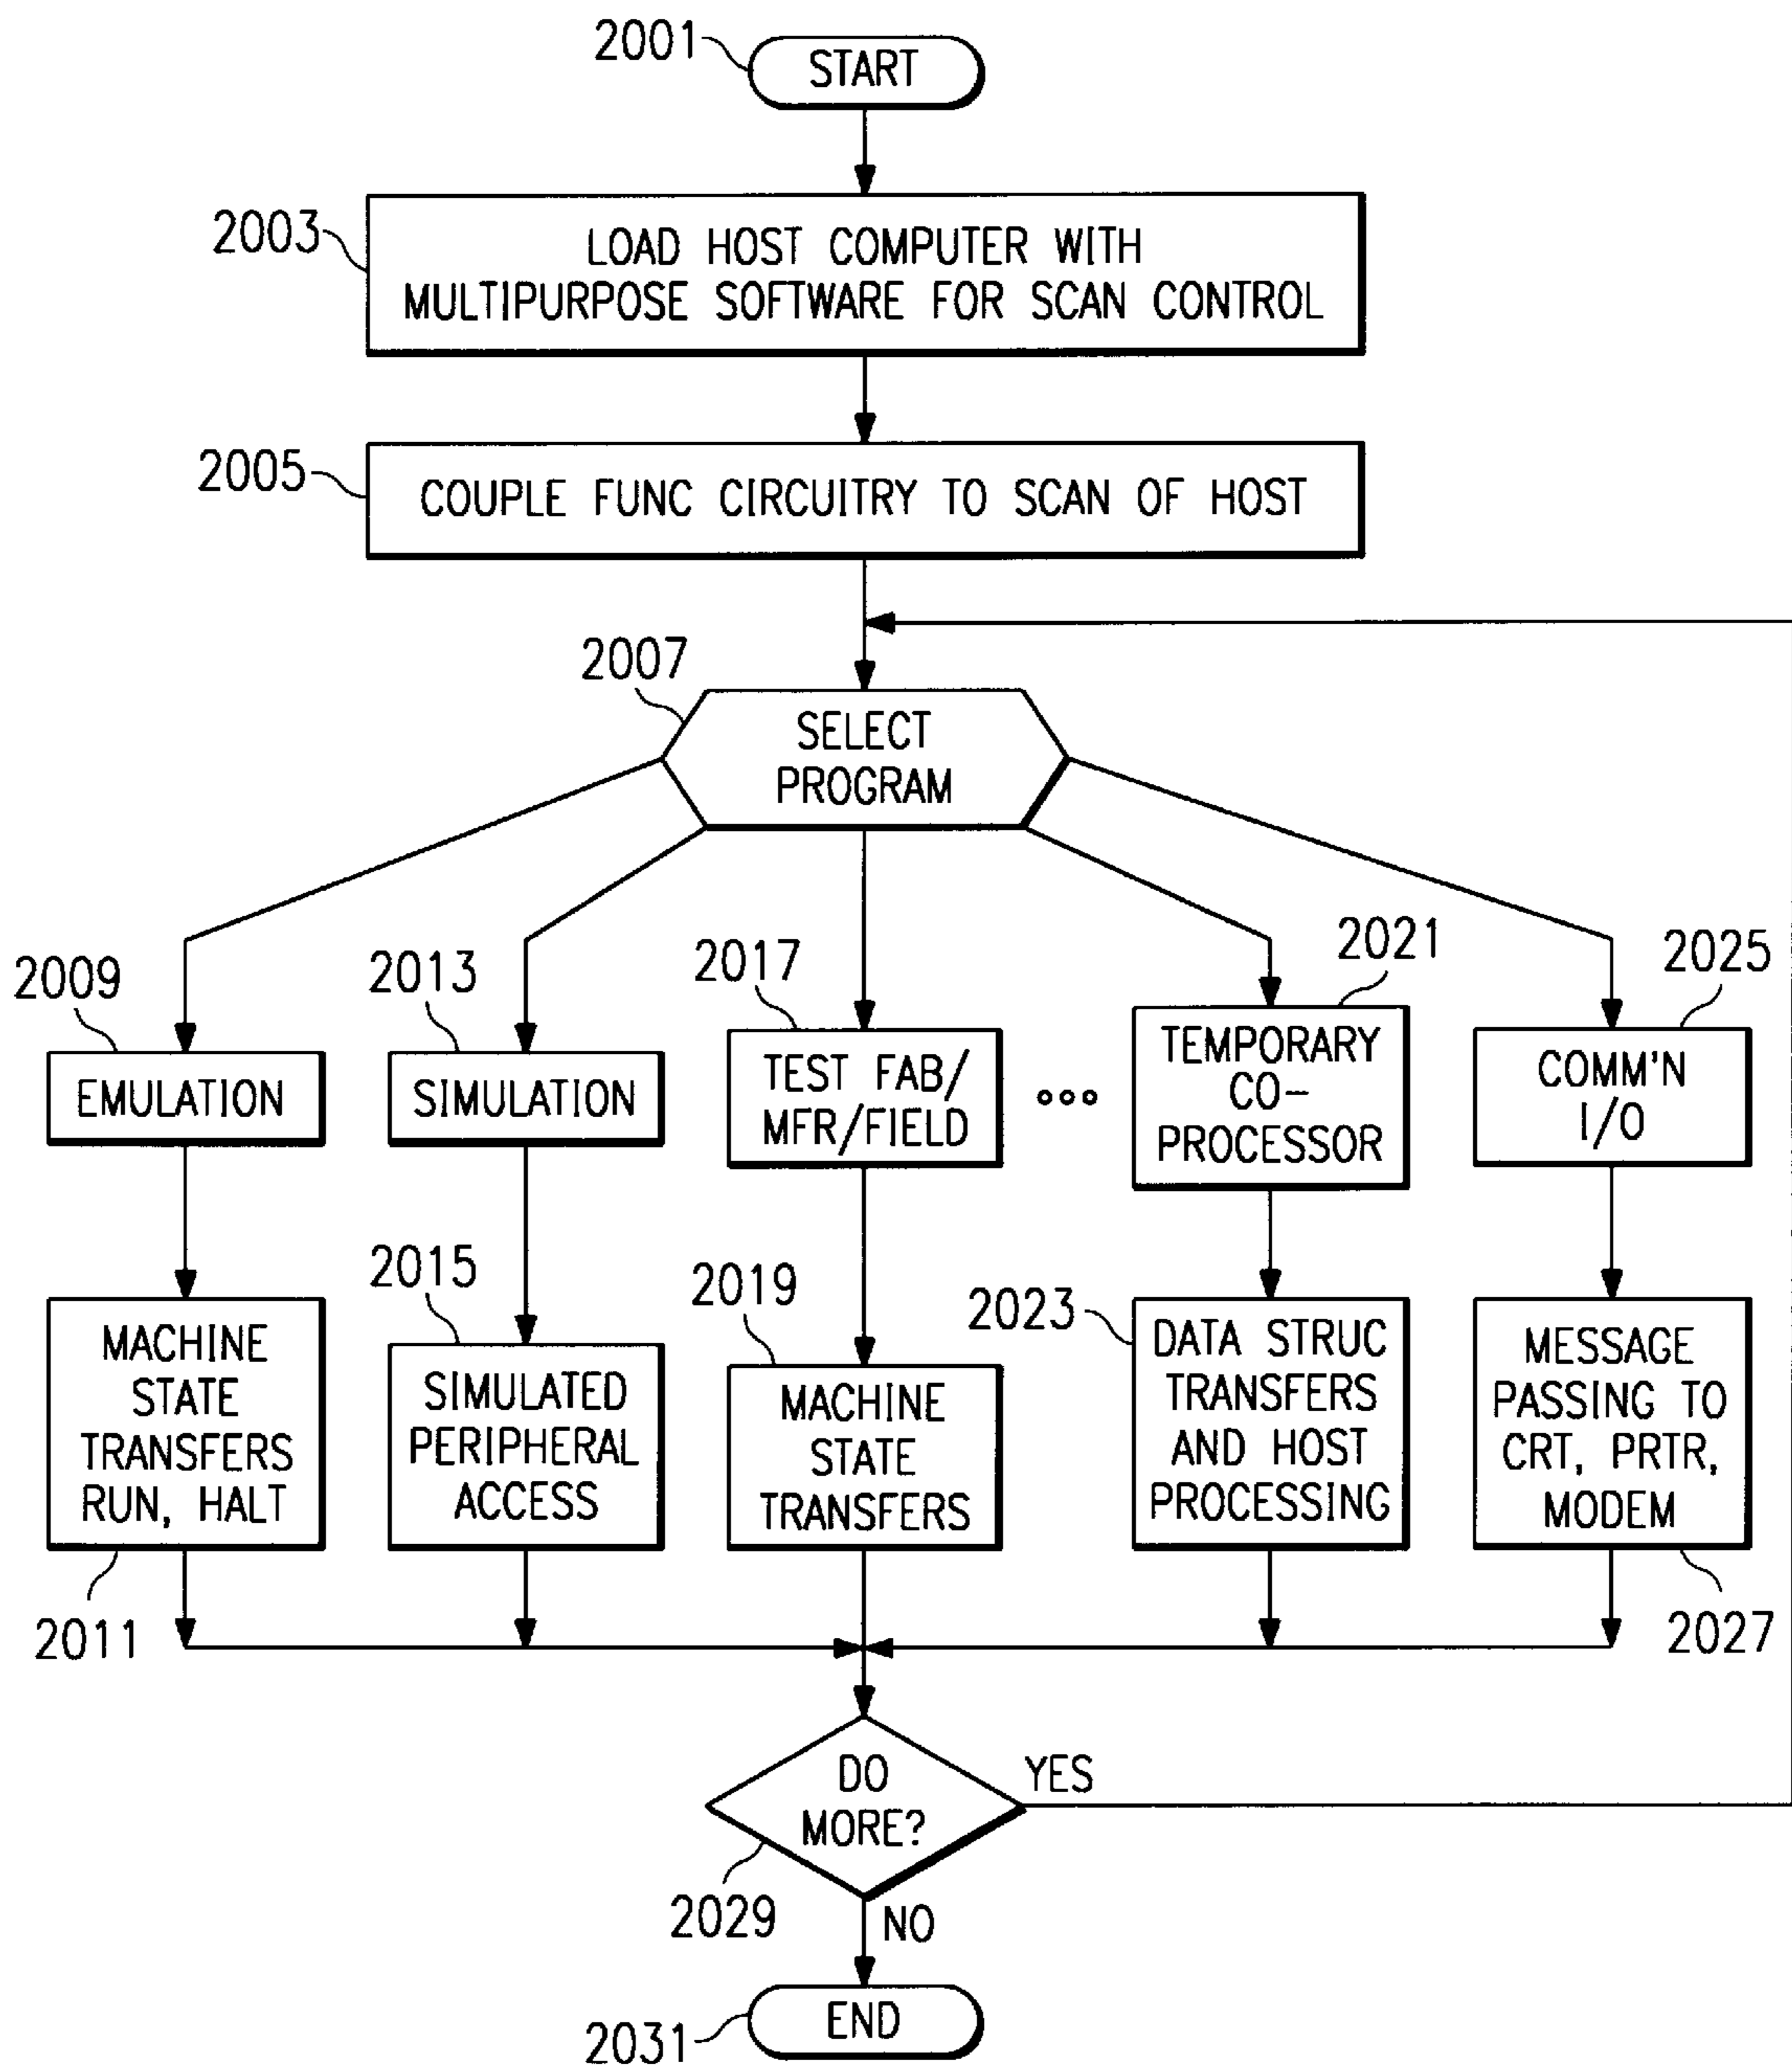 2001
START
2003
LOAD HOST COMPUTER WITH
MULTIPURPOSE SOFTWARE FOR SCAN CONTROL
2005
COUPLE FUNC CIRCUITRY TO SCAN OF HOST
2007
SELECT
PROGRAM
2009
EMULATION
2013
SIMULATION
2017
TEST FAB/
MFR/FIELD
2021
TEMPORARY
CO-
PROCESSOR
2025
COMM'N
I/O
MACHINE
STATE
TRANSFERS
RUN, HALT
2011
2015
SIMULATED
PERIPHERAL
ACCESS
2019
MACHINE
STATE
TRANSFERS
2023
DATA STRUC
TRANSFERS
AND HOST
PROCESSING
MESSAGE
PASSING TO
CRT, PRTR,
MODEM
2027
DO
MORE?
YES
2029
NO
END
2031